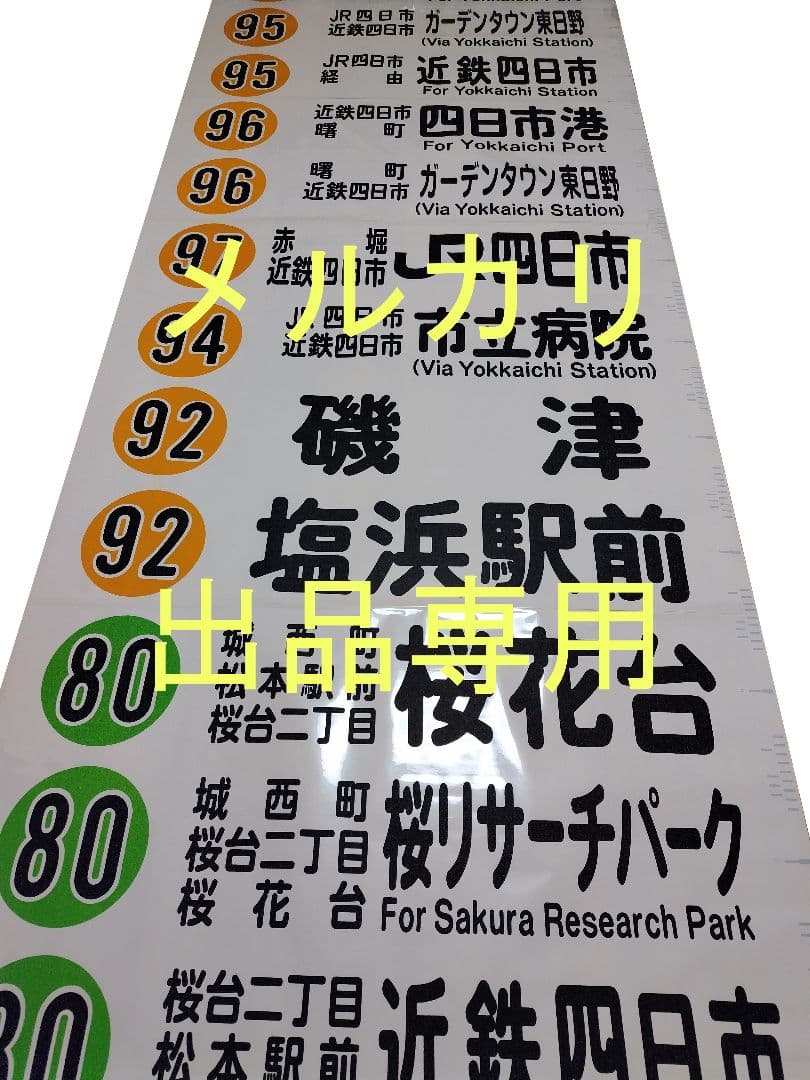 95 JR四日市 近鉄四日市 ガーデンタウン東日野
(Via Yokkaichi Station)
95 JR四日市 経由 近鉄四日市
For Yokkaichi Station
96 近鉄四日市 曙町 四日市港
For Yokkaichi Port
96 曙町 近鉄四日市 ガーデンタウン東日野
(Via Yokkaichi Station)
97 赤堀 近鉄四日市 JR四日市
メルカリ
94 JR四日市 近鉄四日市 市立病院
(Via Yokkaichi Station)
92 磯津
92 塩浜駅前
出品専用
80 城西町 松本駅前 桜台二丁目 桜花台
80 城西町 桜台二丁目 桜花台 桜リサーチパーク
For Sakura Research Park
80 桜台二丁目 松本駅前 近鉄四日市